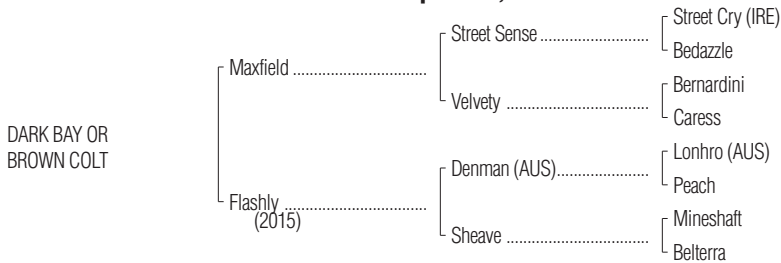 Street Cry (IRE)
Street Sense ...........................
Bedazzle
Maxfield ................................
Bernardini
Velvety ...................................
Caress
DARK BAY OR
BROWN COLT
Lonhro (AUS)
Denman (AUS)......................
Peach
Flashly ...................................
(2015)
Mineshaft
Sheave ...................................
Belterra